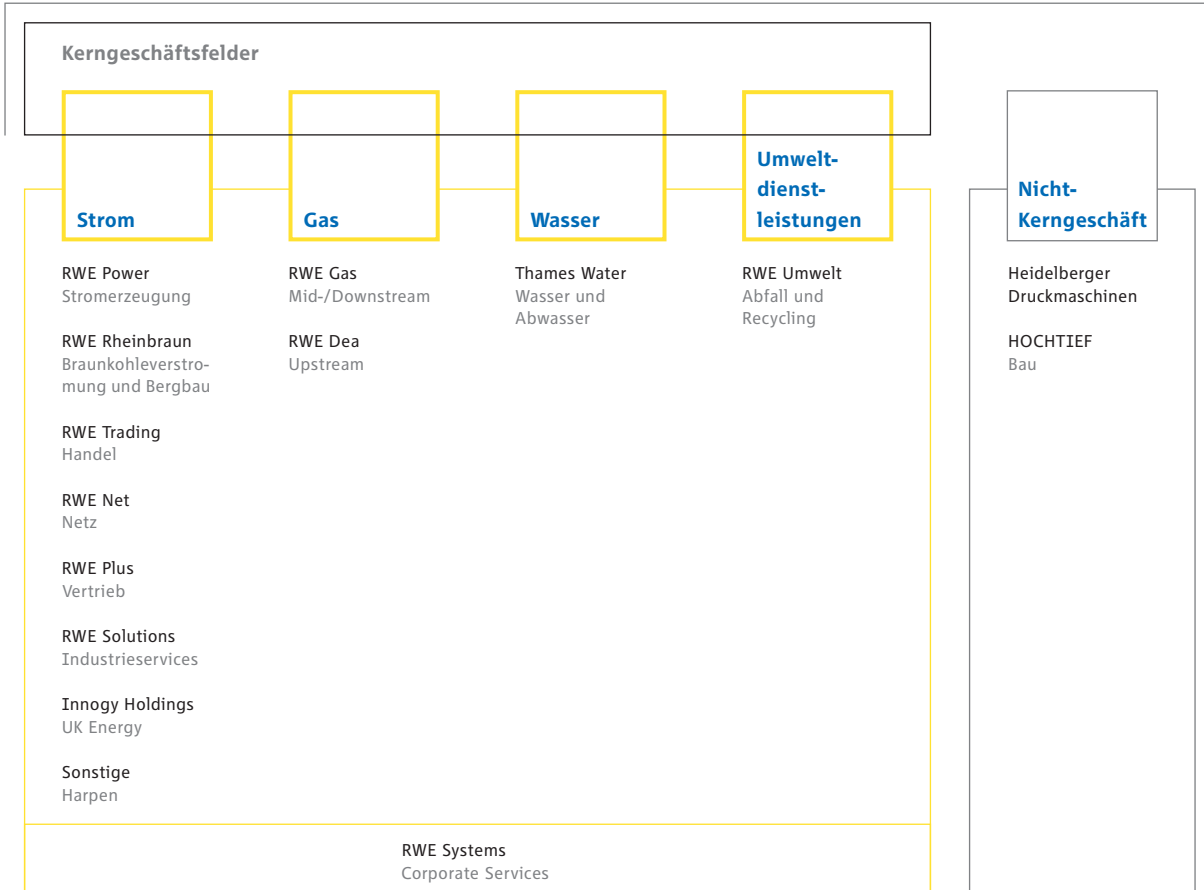 Kerngeschäftsfelder
Strom
RWE Power
Stromerzeugung
RWE Rheinbraun
Braunkohleverstro-
mung und Bergbau
RWE Trading
Handel
RWE Net
Netz
RWE Plus
Vertrieb
RWE Solutions
Industrieservices
Innogy Holdings
UK Energy
Sonstige
Harpen
Gas
RWE Gas
Mid-/Downstream
RWE Dea
Upstream
Wasser
Thames Water
Wasser und
Abwasser
Umwelt-
dienst-
leistungen
RWE Umwelt
Abfall und
Recycling
RWE Systems
Corporate Services
Nicht-
Kerngeschäft
Heidelberger
Druckmaschinen
HOCHTIEF
Bau